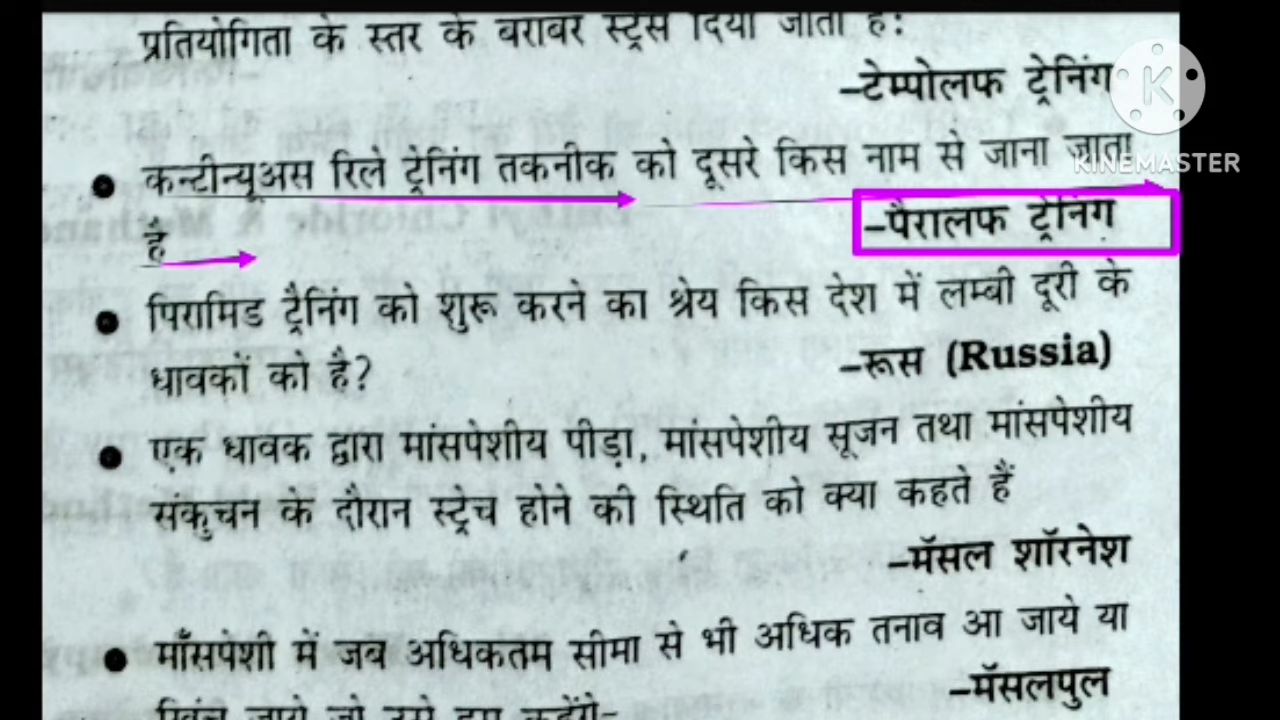 प्रतियोगिता के स्तर के बराबर स्ट्रेस दिया जाता है:
-टेम्पोलफ ट्रेनिंग
K
KINEMASTER
कन्टीन्यूअस रिले ट्रेनिंग तकनीक को दूसरे किस नाम से जाना जाता
है -पैरालफ ट्रेनिंग
पिरामिड ट्रैनिंग को शुरू करने का श्रेय किस देश में लम्बी दूरी के
धावकों को है? -रूस (Russia)
एक धावक द्वारा मांसपेशीय पीड़ा, मांसपेशीय सूजन तथा मांसपेशीय
संकुचन के दौरान स्ट्रेच होने की स्थिति को क्या कहते हैं
-मॅसल शॉरनेश
माँसपेशी में जब अधिकतम सीमा से भी अधिक तनाव आ जाये या
-मॅसलपुल